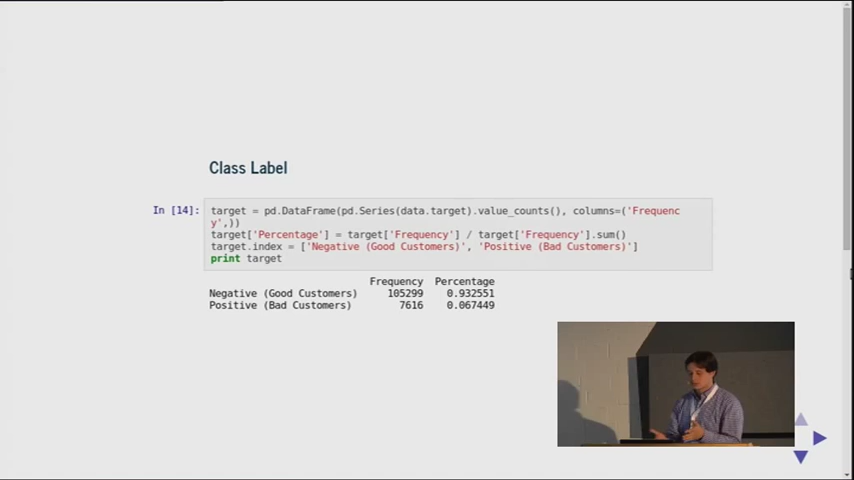 Class Label
In [14]:
target = pd.DataFrame(pd.Series(data.target).value_counts(), columns=('Frequenc
y',))
target['Percentage'] = target['Frequency'] / target['Frequency'].sum()
target.index = ['Negative (Good Customers)', 'Positive (Bad Customers)']
print target
Frequency Percentage
Negative (Good Customers) 105299 0.932551
Positive (Bad Customers) 7616 0.067449